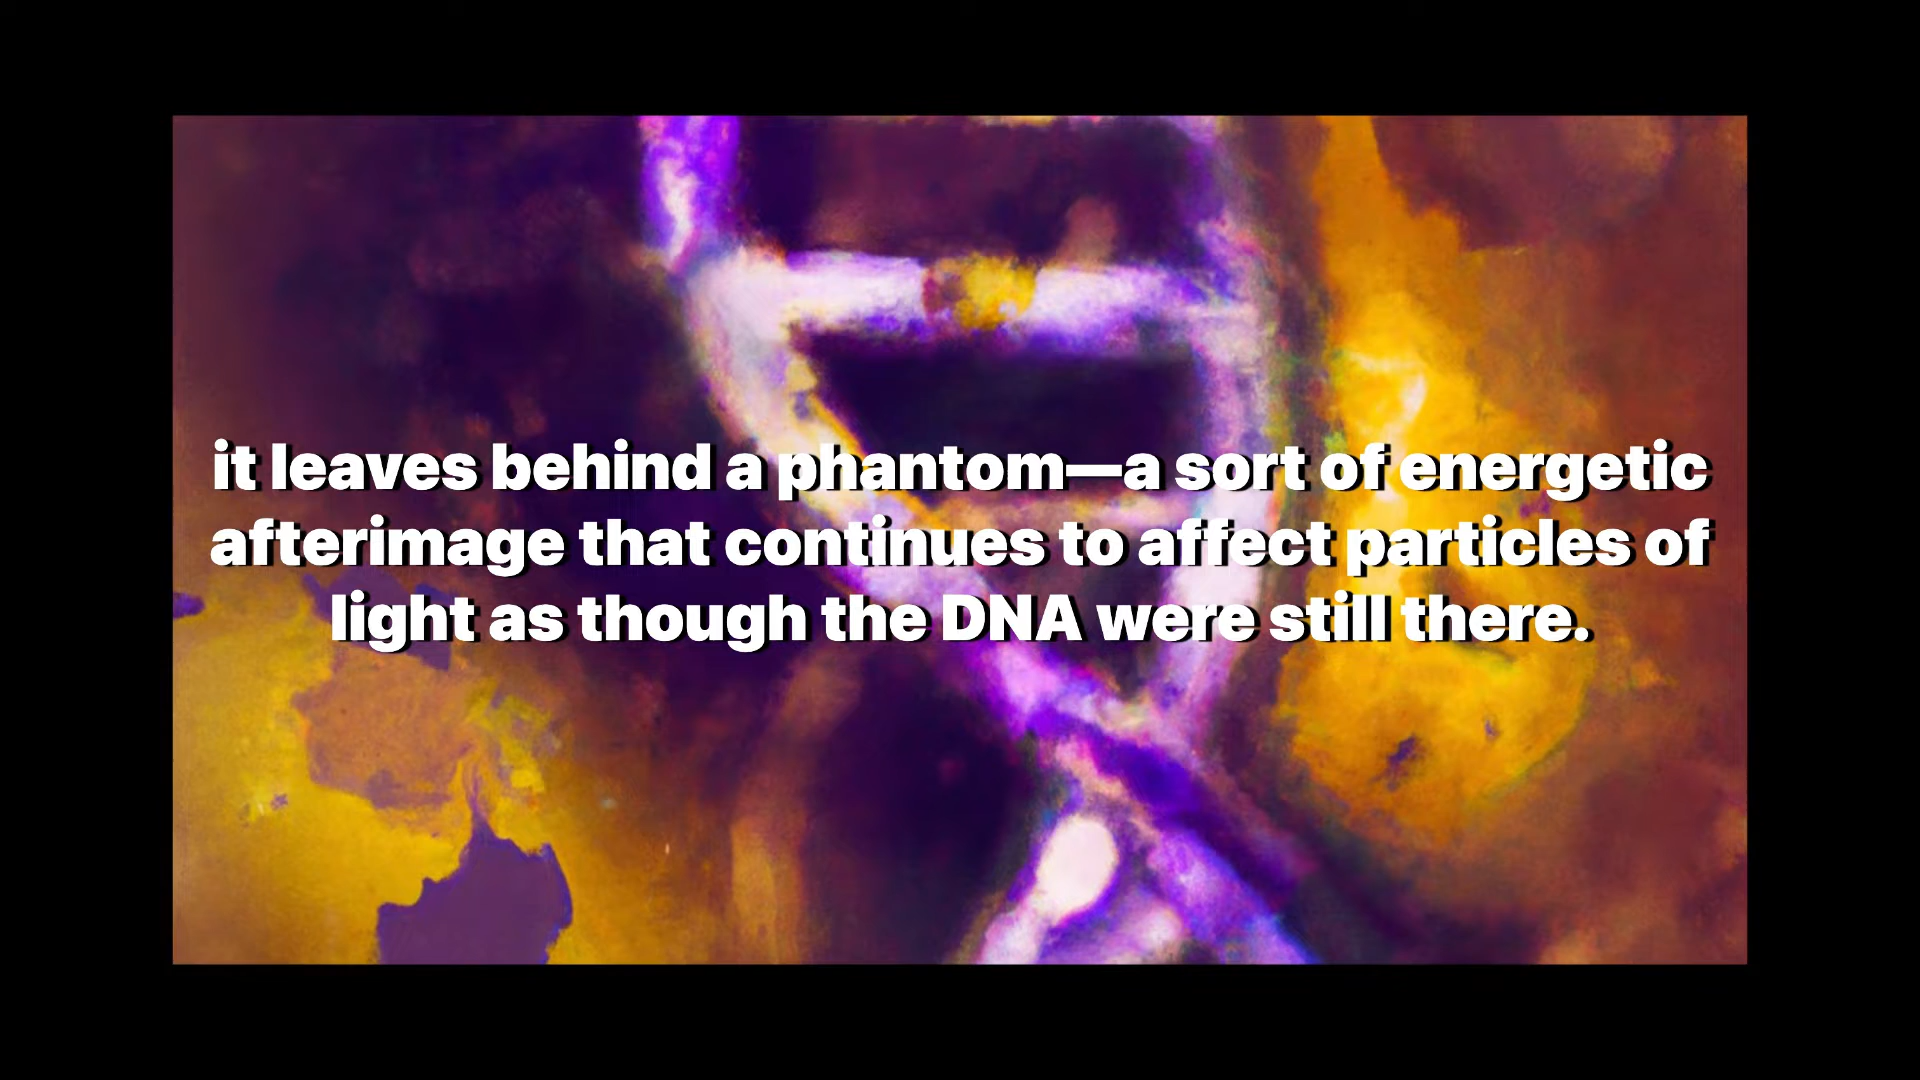 it leaves behind a phantom—a sort of energetic
afterimage that continues to affect particles of
light as though the DNA were still there.